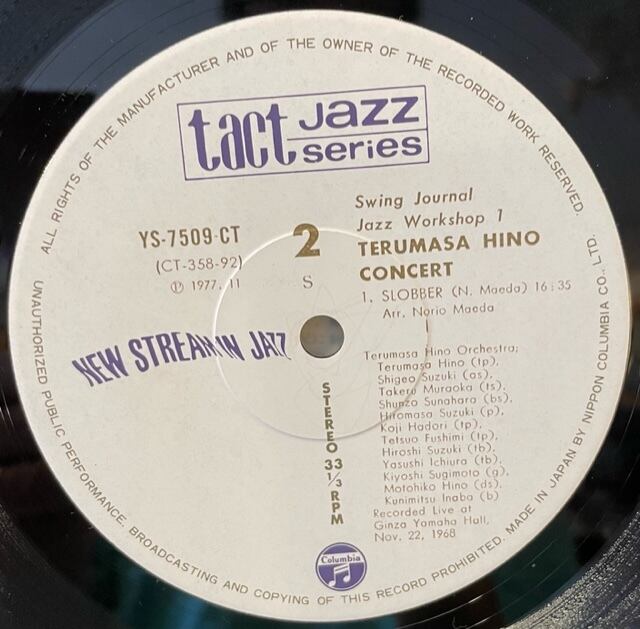 ALL RIGHTS OF THE MANUFACTURER AND OF THE OWNER OF THE RECORDED WORK RESERVED.
UNAUTHORIZED PUBLIC PERFORMANCE. BROADCASTING AND COPYING OF THIS RECORD PROHIBITED. MADE IN JAPAN BY NIPPON COLUMBIA CO., LTD.
tact jazz series
YS-7509-CT
(CT-358-92)
Ⓟ 1977. 11
2
S
NEW STREAM IN JAZZ
Swing Journal
Jazz Workshop 1
TERUMASA HINO
CONCERT
1. SLOBBER (N. Maeda) 16:35
Arr. Norio Maeda
Terumasa Hino Orchestra;
Terumasa Hino (tp),
Shigeo Suzuki (as),
Takeru Muraoka (ts),
Shunzo Sunahara (bs),
Hiromasa Suzuki (p),
Koji Hadori (tp),
Tetsuo Fushimi (tp),
Hiroshi Suzuki (tb),
Yasushi Ichiura (tb),
Kiyoshi Sugimoto (g),
Motohiko Hino (ds),
Kunimitsu Inaba (b)
Recorded Live at
Ginza Yamaha Hall,
Nov. 22, 1968
STEREO 33 1/3 RPM
Columbia